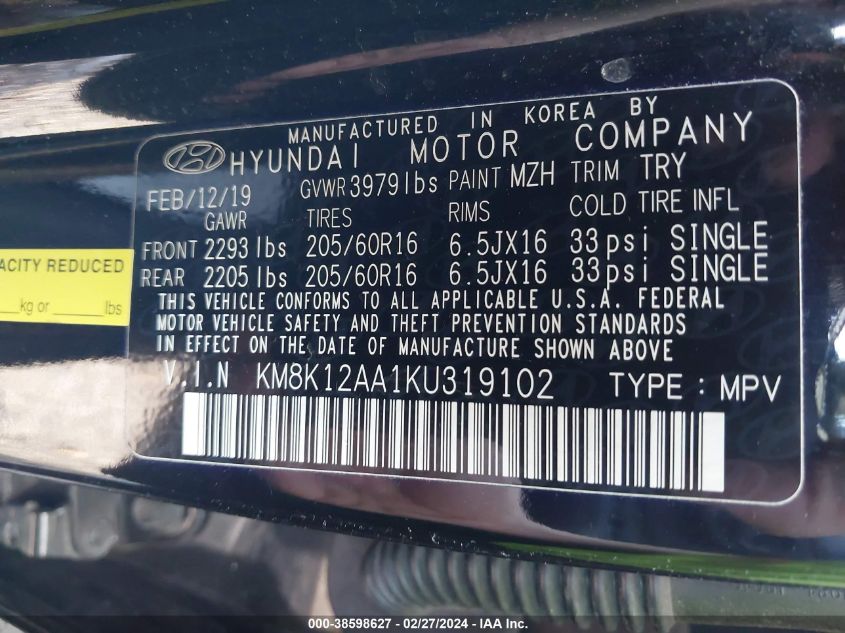 MANUFACTURED IN KOREA BY
HYUNDAI MOTOR COMPANY
FEB/12/19 GVWR 3979 lbs PAINT MZH TRIM TRY
GAWR TIRES RIMS COLD TIRE INFL
FRONT 2293 lbs 205/60R16 6.5JX16 33 psi SINGLE
REAR 2205 lbs 205/60R16 6.5JX16 33 psi SINGLE
THIS VEHICLE CONFORMS TO ALL APPLICABLE U.S.A. FEDERAL
MOTOR VEHICLE SAFETY AND THEFT PREVENTION STANDARDS
IN EFFECT ON THE DATE OF MANUFACTURE SHOWN ABOVE
V.I.N KM8K12AA1KU319102 TYPE : MPV
ACITY REDUCED
kg or lbs
000-38598627 - 02/27/2024 - IAA Inc.